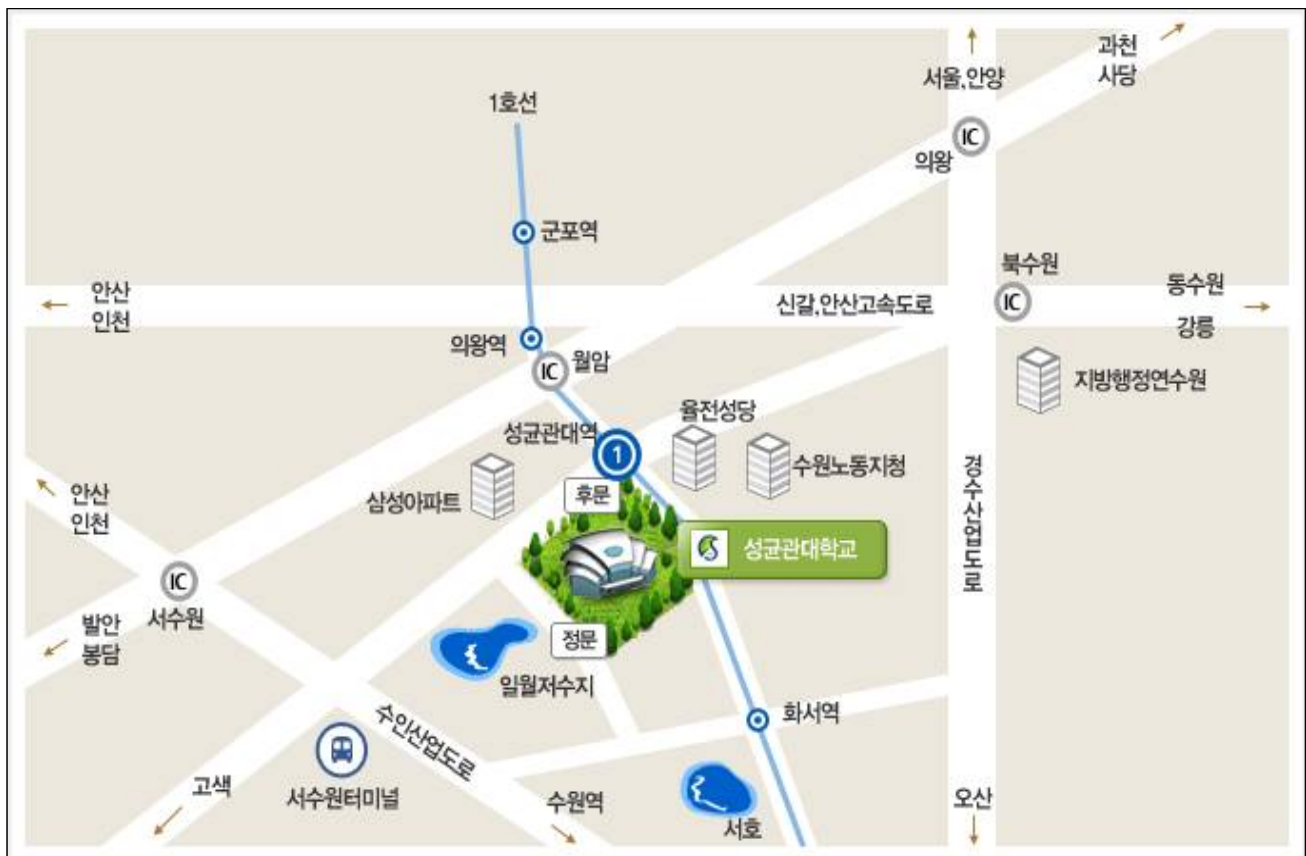 과천
사당
서울,안양
1호선
IC
의왕
군포역
북수원
안산
인천
신갈,안산고속도로
IC
동수원
강릉
의왕역
IC
월암
지방행정연수원
율전성당
성균관대역
1
수원노동지청
경수산업도로
안산
인천
삼성아파트
후문
성균관대학교
IC
서수원
발안
봉담
정문
일월저수지
화서역
수인산업도로
고색
서수원터미널
수원역
서호
오산